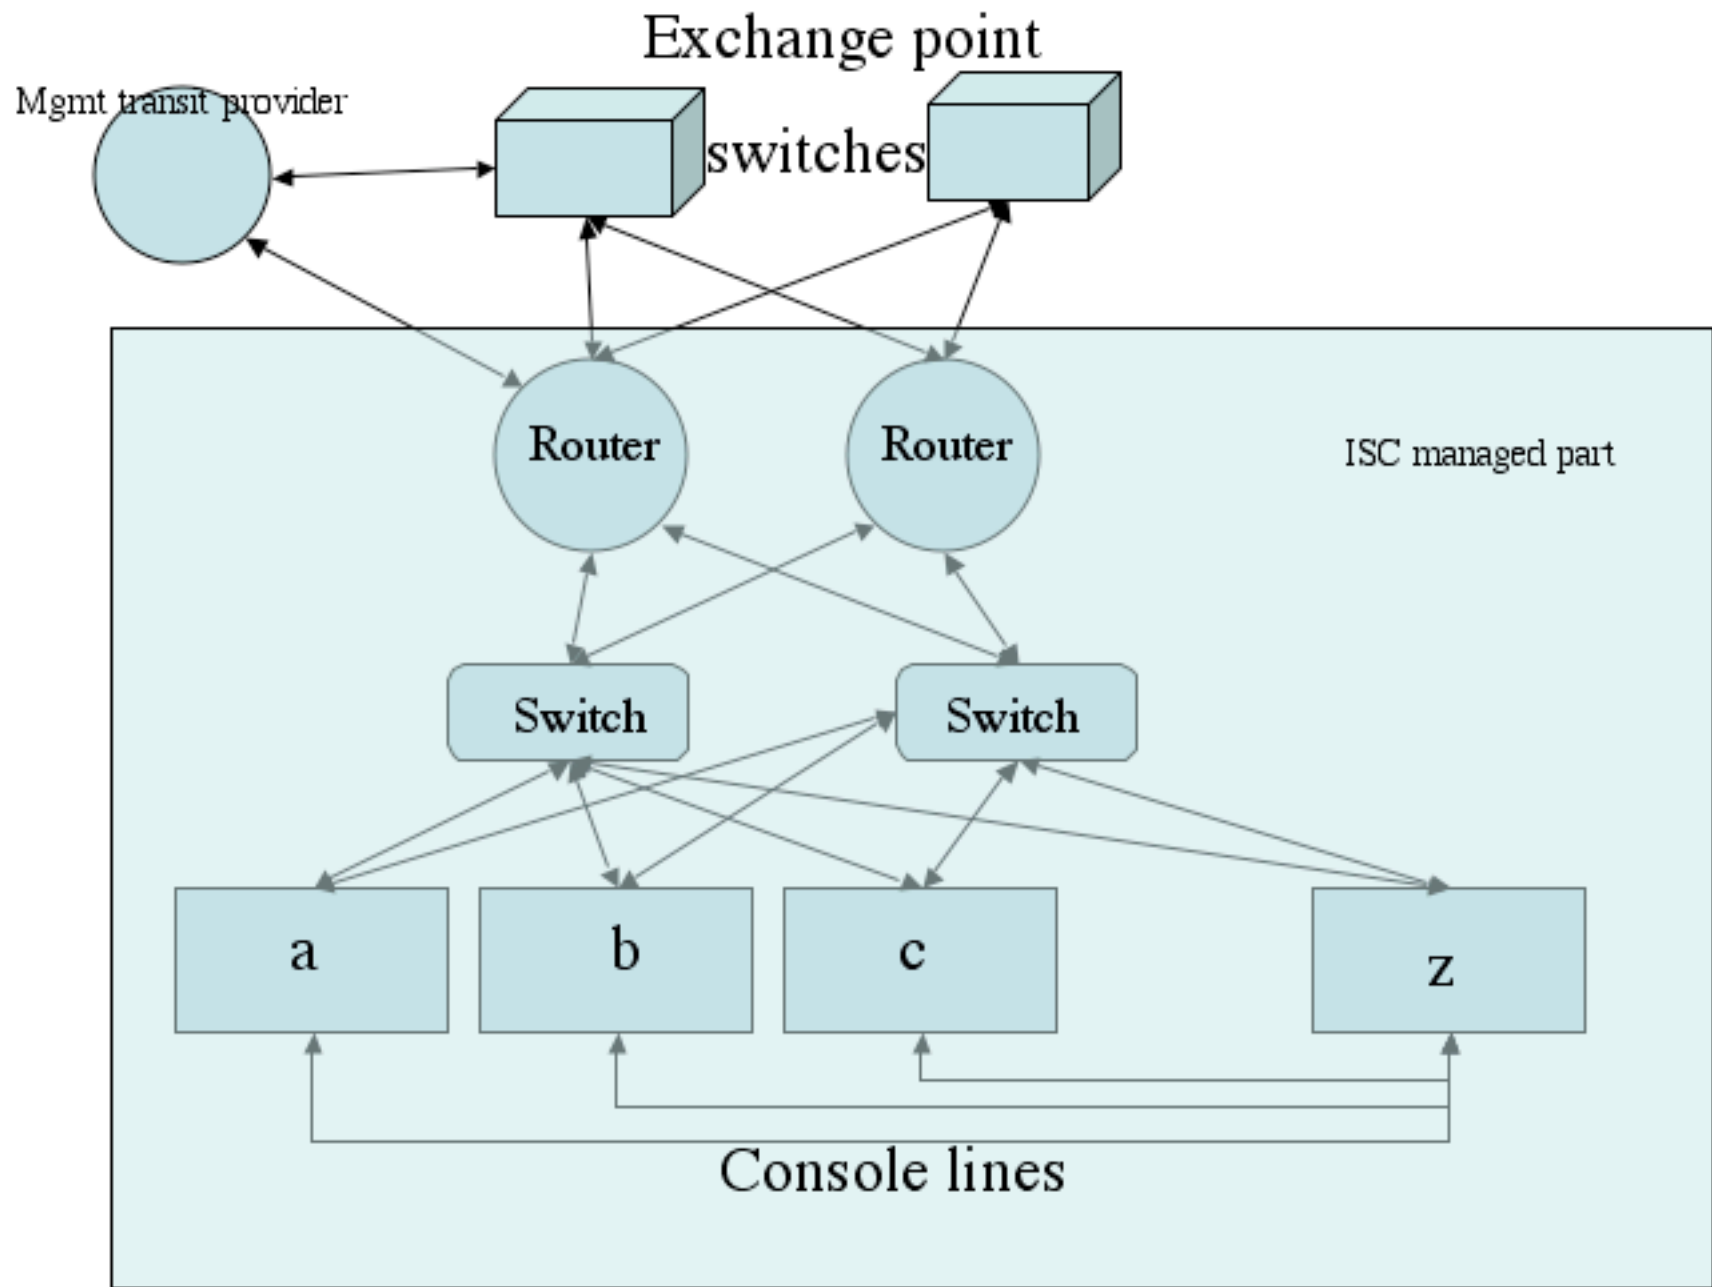 Exchange point
Mgmt transit provider
switches
Router
Router
ISC managed part
Switch
Switch
a
b
c
z
Console lines